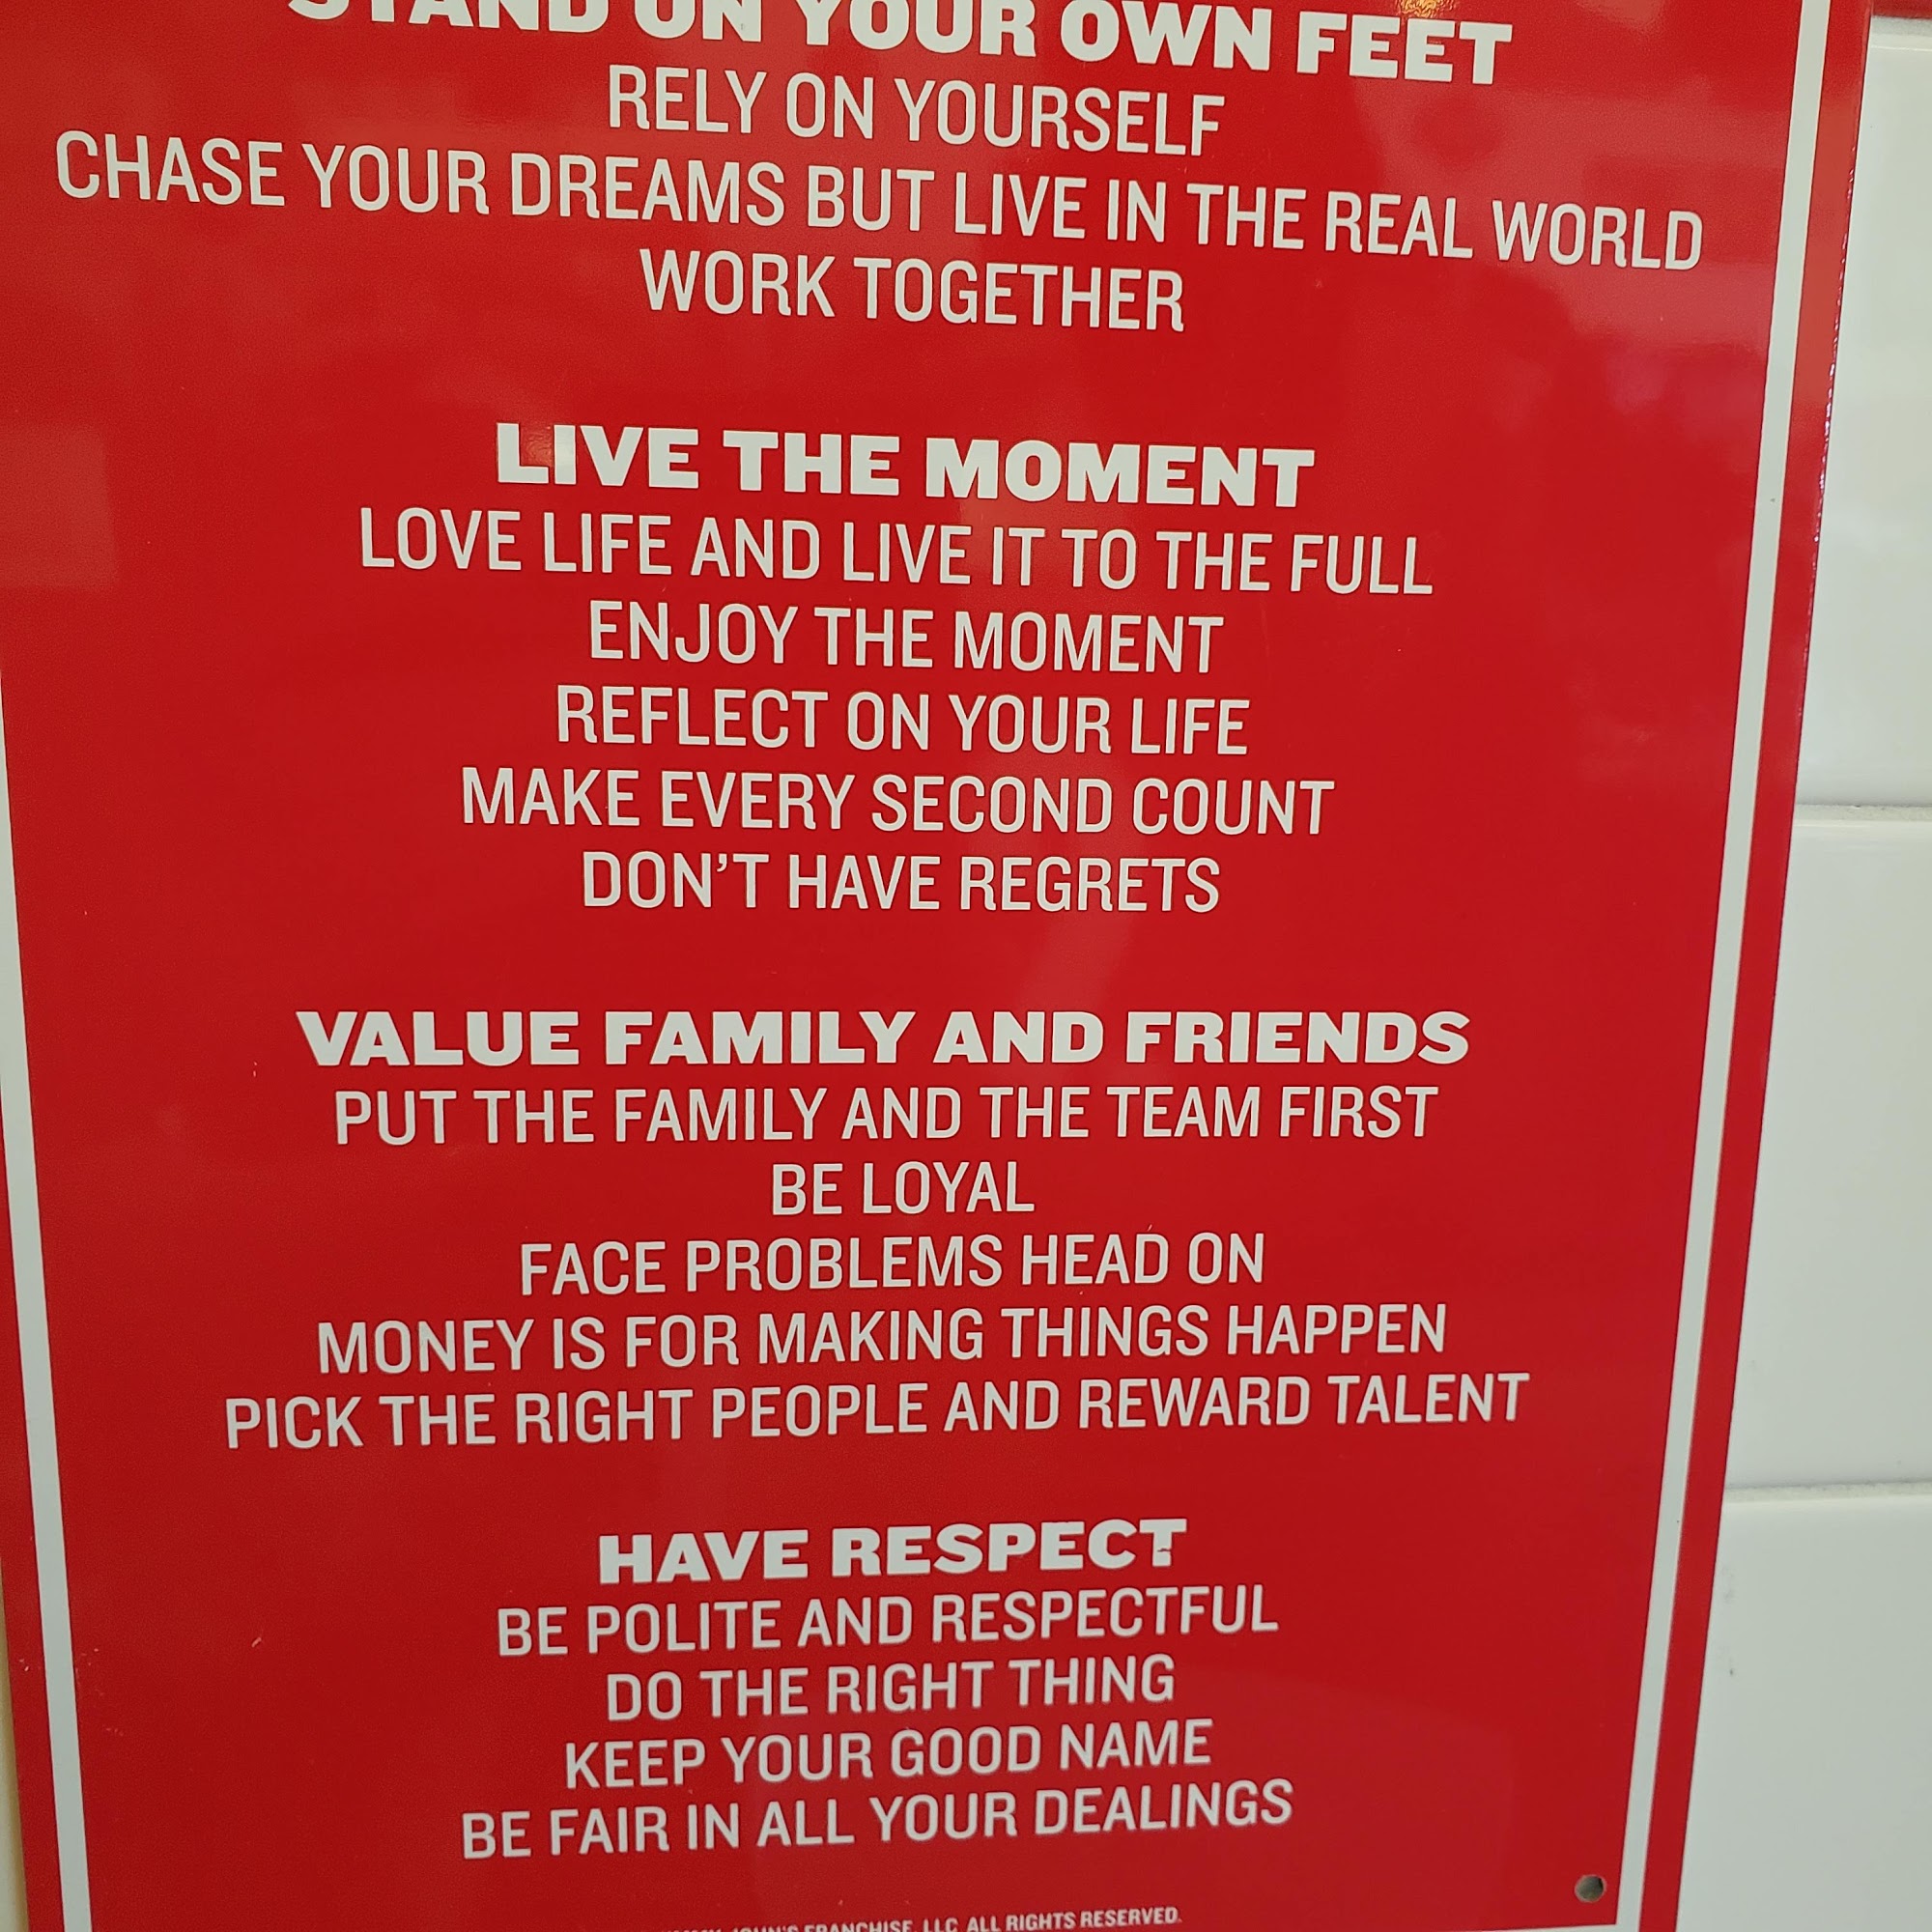 STAND ON YOUR OWN FEET
RELY ON YOURSELF
CHASE YOUR DREAMS BUT LIVE IN THE REAL WORLD
WORK TOGETHER
LIVE THE MOMENT
LOVE LIFE AND LIVE IT TO THE FULL
ENJOY THE MOMENT
REFLECT ON YOUR LIFE
MAKE EVERY SECOND COUNT
DON'T HAVE REGRETS
VALUE FAMILY AND FRIENDS
PUT THE FAMILY AND THE TEAM FIRST
BE LOYAL
FACE PROBLEMS HEAD ON
MONEY IS FOR MAKING THINGS HAPPEN
PICK THE RIGHT PEOPLE AND REWARD TALENT
HAVE RESPECT
BE POLITE AND RESPECTFUL
DO THE RIGHT THING
KEEP YOUR GOOD NAME
BE FAIR IN ALL YOUR DEALINGS
JOHN'S FRANCHISE, LLC ALL RIGHTS RESERVED.